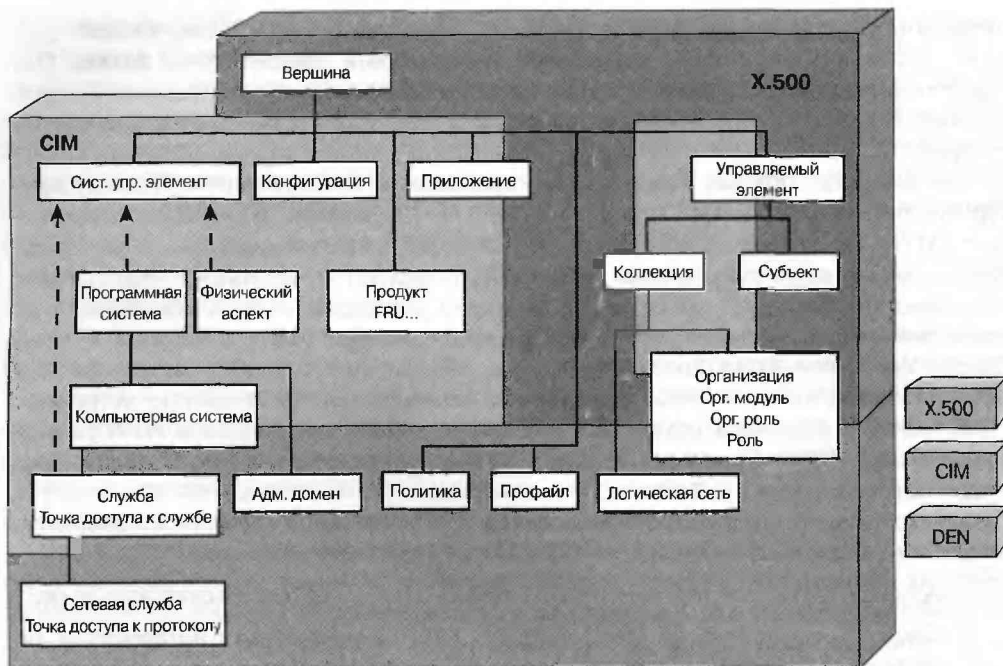 Вершина
X.500
CIM
Сист. упр. элемент
Конфигурация
Приложение
Управляемый
элемент
Коллекция
Субъект
Программная
система
Физический
аспект
Продукт
FRU...
Организация
Орг. модуль
Орг. роль
Роль
Компьютерная система
Служба
Точка доступа к службе
Адм. домен
Политика
Профайл
Логическая сеть
Сетевая служба
Точка доступа к протоколу
X.500
CIM
DEN